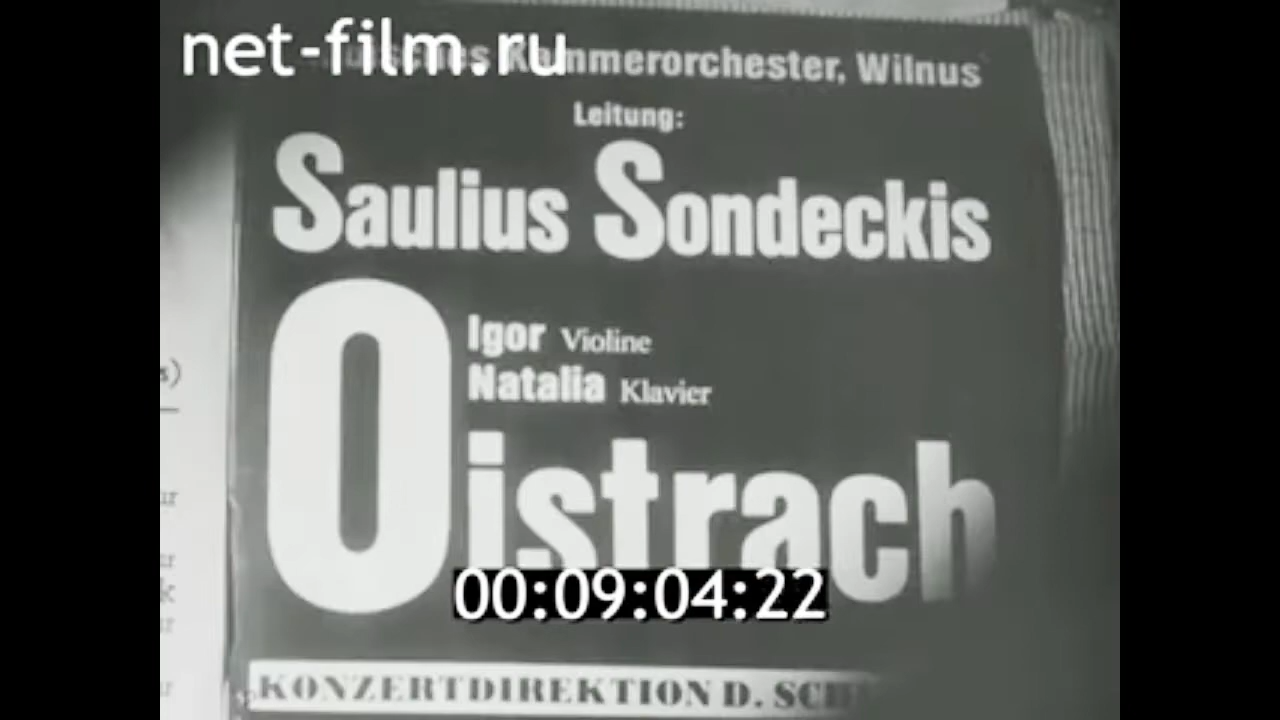 net-film.ru
Kammerorchester, Wilnus
Leitung:
Saulius Sondeckis
Igor Violine
Natalia Klavier
Oistrach
00:09:04:22
KONZERTDIREKTION D.